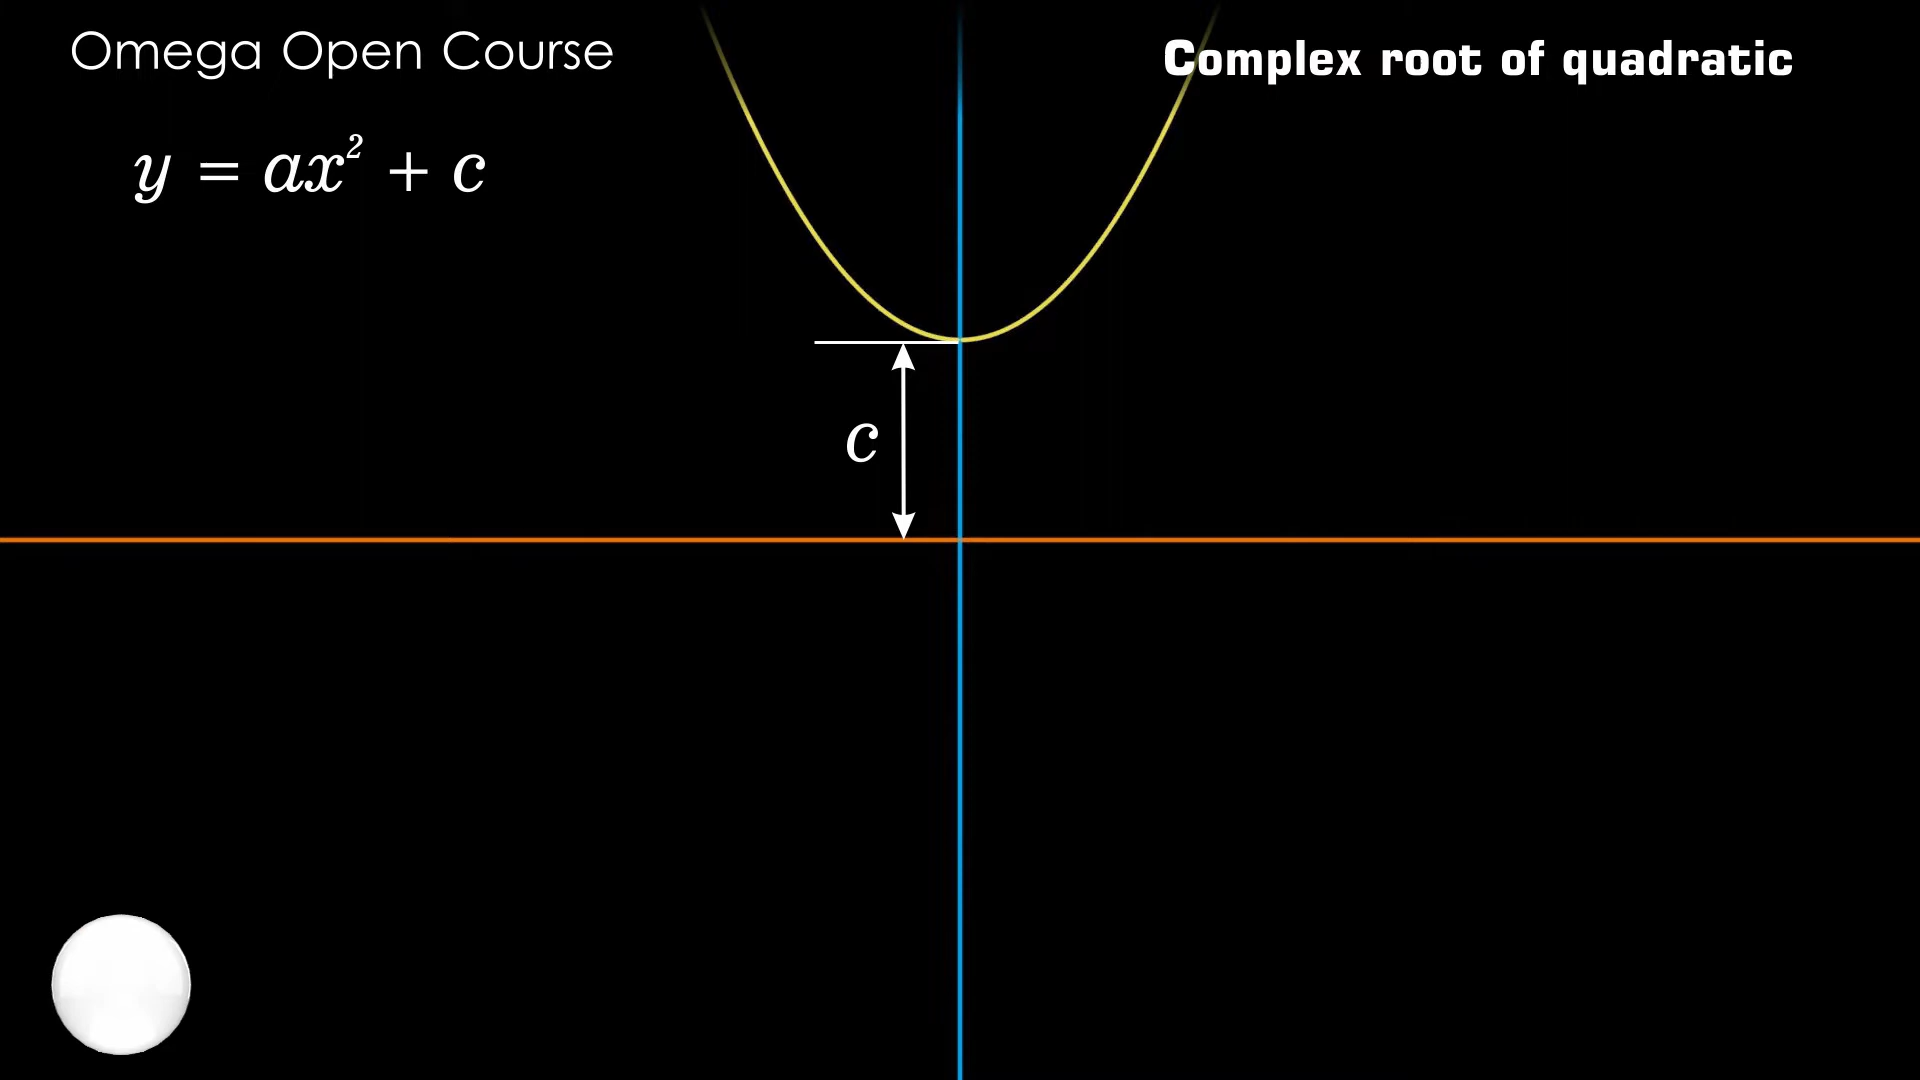 Omega Open Course
Complex root of quadratic
y = ax² + c
c